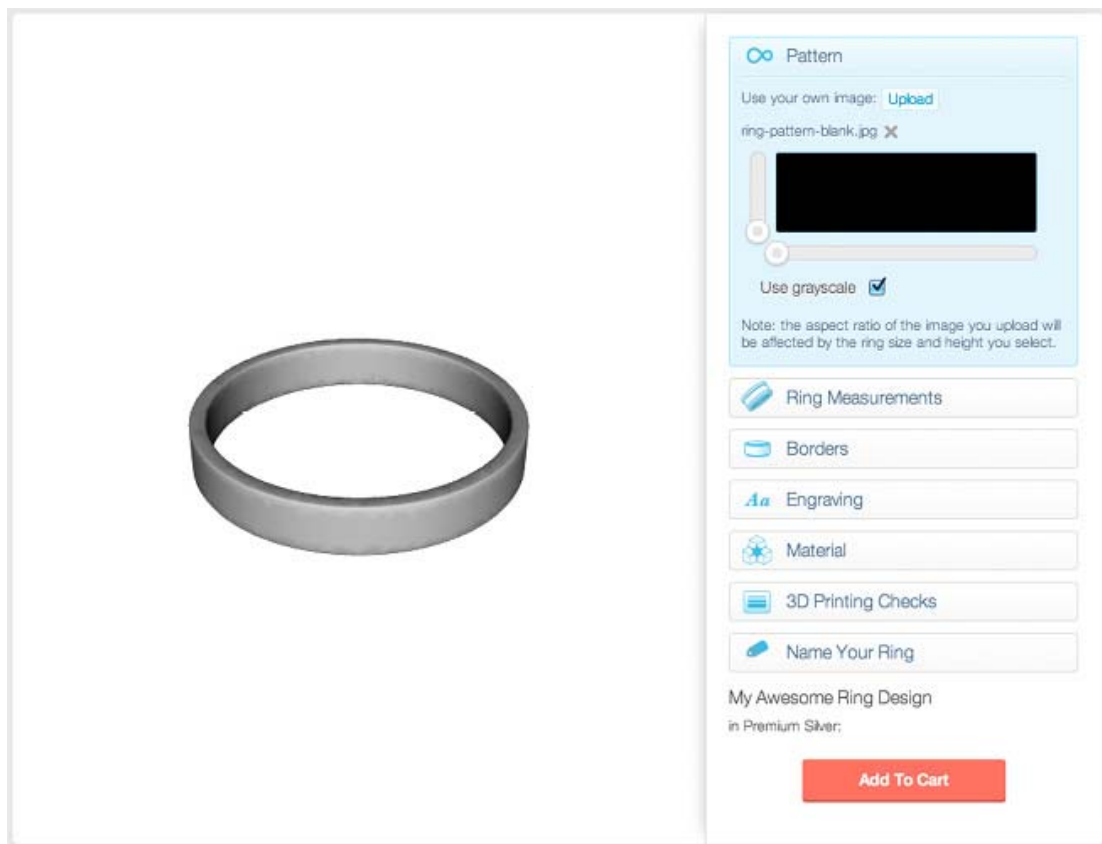 Pattern
Use your own image: Upload
ring-pattern-blank.jpg
Use grayscale
Note: the aspect ratio of the image you upload will
be affected by the ring size and height you select.
Ring Measurements
Borders
Aa Engraving
Material
3D Printing Checks
Name Your Ring
My Awesome Ring Design
in Premium Silver:
Add To Cart